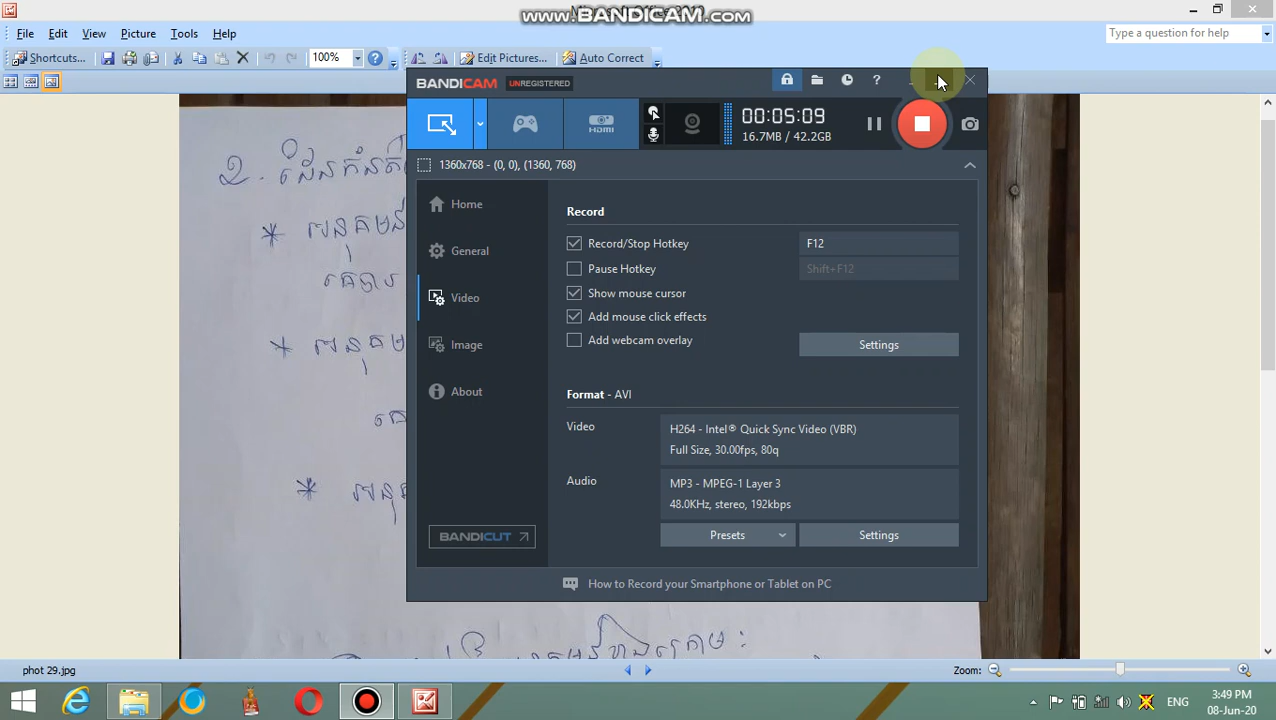 www.BANDICAM.com
File Edit View Picture Tools Help
Type a question for help
Shortcuts...
100%
Edit Pictures...
Auto Correct
BANDICAM UNREGISTERED
HDMI
00:05:09
16.7MB / 42.2GB
1360x768 - (0, 0), (1360, 768)
Home
General
Video
Image
About
BANDICUT
Record
Record/Stop Hotkey F12
Pause Hotkey Shift+F12
Show mouse cursor
Add mouse click effects
Add webcam overlay Settings
Format - AVI
Video H264 - Intel® Quick Sync Video (VBR)
Full Size, 30.00fps, 80q
Audio MP3 - MPEG-1 Layer 3
48.0KHz, stereo, 192kbps
Presets Settings
How to Record your Smartphone or Tablet on PC
phot 29.jpg
Zoom:
ENG
3:49 PM
08-Jun-20